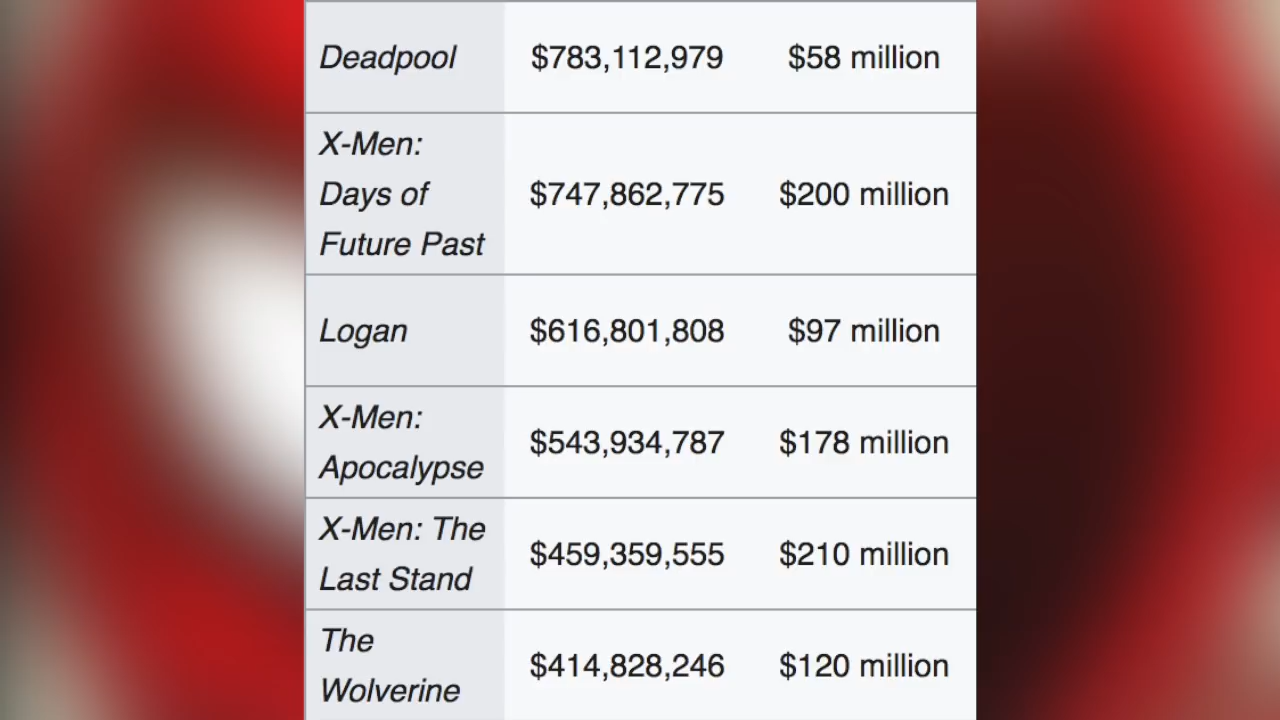 Deadpool $783,112,979 $58 million
X-Men:
Days of $747,862,775 $200 million
Future Past
Logan $616,801,808 $97 million
X-Men:
Apocalypse $543,934,787 $178 million
X-Men: The
Last Stand $459,359,555 $210 million
The
Wolverine $414,828,246 $120 million